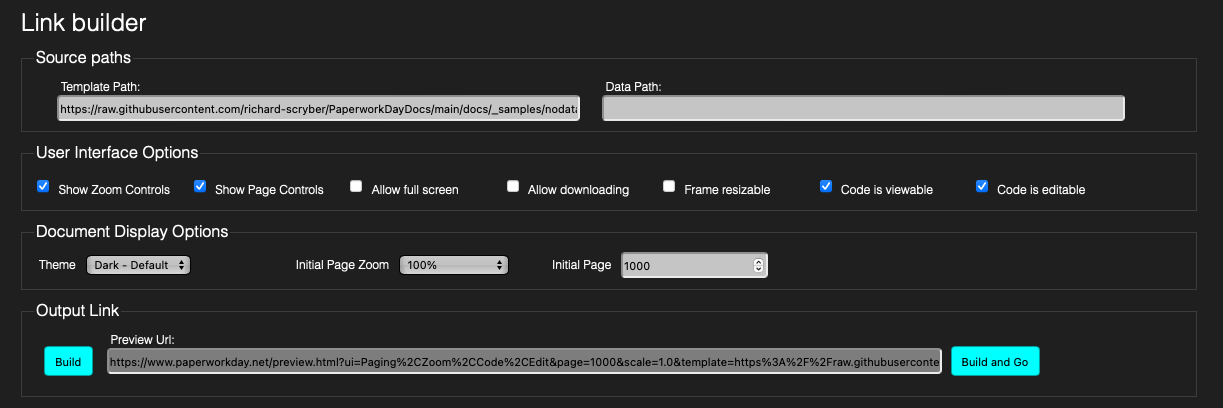 Link builder
Source paths
Template Path: Data Path:
https://raw.githubusercontent.com/richard-scryber/PaperworkDayDocs/main/docs/_samples/nodata
User Interface Options
Show Zoom Controls Show Page Controls Allow full screen Allow downloading Frame resizable Code is viewable Code is editable
Document Display Options
Theme Dark - Default Initial Page Zoom 100% Initial Page 1000
Output Link
Preview Url:
Build https://www.paperworkday.net/preview.html?ui=Paging%2CZoom%2CCode%2CEdit&page=1000&scale=1.0&template=https%3A%2F%2Fraw.githubuserconte Build and Go